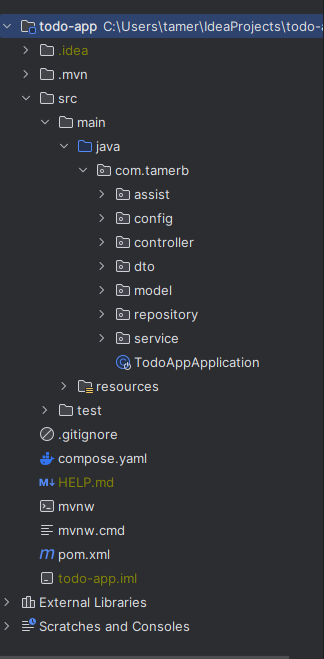 todo-app C:\Users\tamer\IdeaProjects\todo-
.idea
.mvn
src
main
java
com.tamerb
assist
config
controller
dto
model
repository
service
TodoAppApplication
resources
test
.gitignore
compose.yaml
M↓ HELP.md
mvnw
mvnw.cmd
m pom.xml
todo-app.iml
External Libraries
Scratches and Consoles